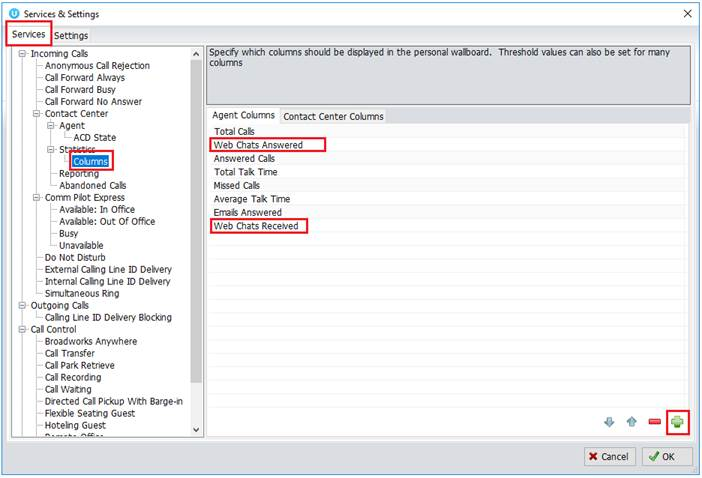 Services & Settings
Services Settings
Incoming Calls
Anonymous Call Rejection
Call Forward Always
Call Forward Busy
Call Forward No Answer
Contact Center
Agent
ACD State
Statistics
Columns
Reporting
Abandoned Calls
Comm Pilot Express
Available: In Office
Available: Out Of Office
Busy
Unavailable
Do Not Disturb
External Calling Line ID Delivery
Internal Calling Line ID Delivery
Simultaneous Ring
Outgoing Calls
Calling Line ID Delivery Blocking
Call Control
Broadworks Anywhere
Call Transfer
Call Park Retrieve
Call Recording
Call Waiting
Directed Call Pickup With Barge-in
Flexible Seating Guest
Hoteling Guest
Remote Office
Specify which columns should be displayed in the personal wallboard. Threshold values can also be set for many
columns
Agent Columns Contact Center Columns
Total Calls
Web Chats Answered
Answered Calls
Total Talk Time
Missed Calls
Average Talk Time
Emails Answered
Web Chats Received
Cancel OK